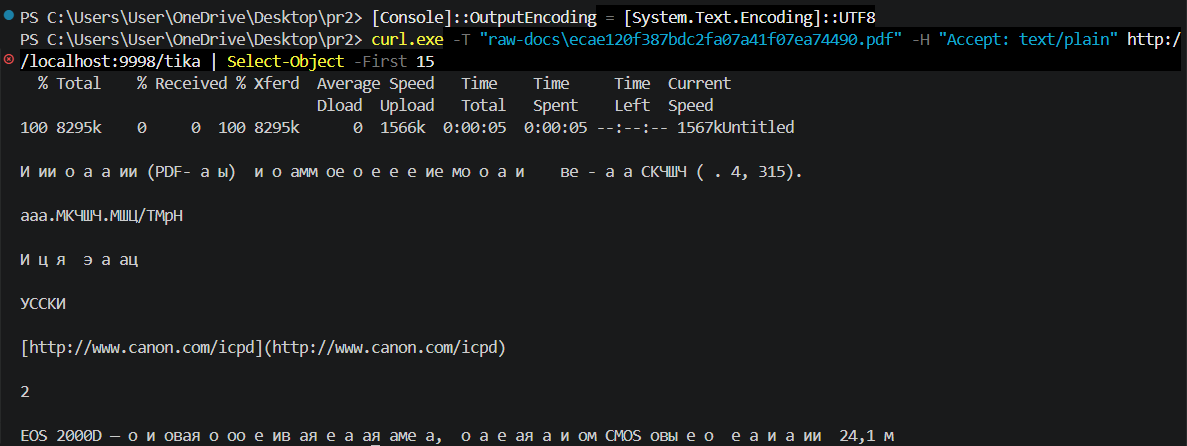 PS C:\Users\User\OneDrive\Desktop\pr2> [Console]::OutputEncoding = [System.Text.Encoding]::UTF8
PS C:\Users\User\OneDrive\Desktop\pr2> curl.exe -T "raw-docs\ecae120f387bdc2fa07a41f07ea74490.pdf" -H "Accept: text/plain" http:/
/localhost:9998/tika | Select-Object -First 15
% Total % Received % Xferd Average Speed Time Time Time Current
Dload Upload Total Spent Left Speed
100 8295k 0 0 100 8295k 0 1566k 0:00:05 0:00:05 --:--:-- 1567kUntitled
И ии о а а ии (PDF- а ы) и о амм ое о е е е ие мо о а и ве - а а СКЧШЧ ( . 4, 315).
ааа.МКЧШЧ.МШЦ/ТМрН
И ц я э а ац
УССКИ
[http://www.canon.com/icpd](http://www.canon.com/icpd)
2
EOS 2000D — о и овая о оо е ив ая е а ая аме а, о а е ая а и ом CMOS овы е о е а и а ии 24,1 м